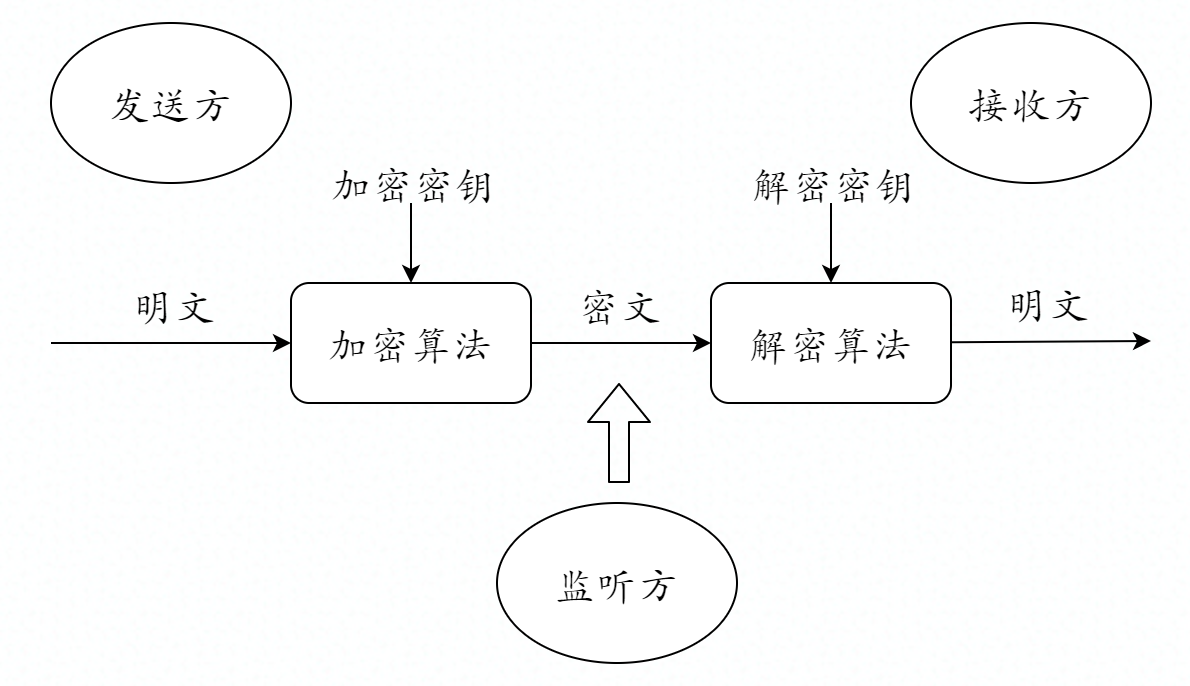 发送方
接收方
加密密钥
解密密钥
明文
密文
明文
加密算法
解密算法
监听方